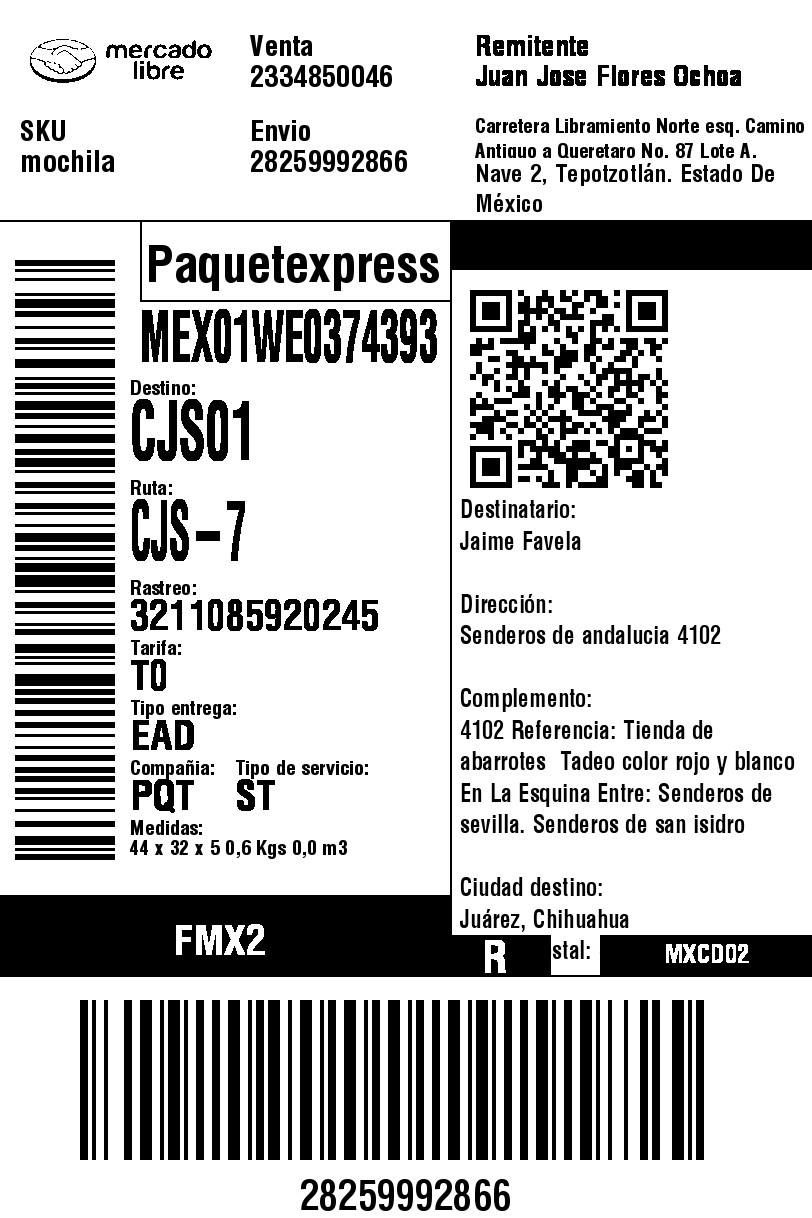 mercado
libre
Venta
2334850046
Remitente
Juan Jose Flores Ochoa
SKU
mochila
Envio
28259992866
Carretera Libramiento Norte esq. Camino
Antiguo a Queretaro No. 87 Lote A.
Nave 2, Tepotzotlán. Estado De
México
Paquetexpress
MEX01WE0374393
Destino:
CJS01
Ruta:
CJS-7
Rastreo:
3211085920245
Tarifa:
T0
Tipo entrega:
EAD
Compañia: Tipo de servicio:
PQT ST
Medidas:
44 x 32 x 5 0,6 Kgs 0,0 m3
Destinatario:
Jaime Favela
Dirección:
Senderos de andalucia 4102
Complemento:
4102 Referencia: Tienda de
abarrotes Tadeo color rojo y blanco
En La Esquina Entre: Senderos de
sevilla. Senderos de san isidro
Ciudad destino:
Juárez, Chihuahua
FMX2
R stal: MXCD02
28259992866